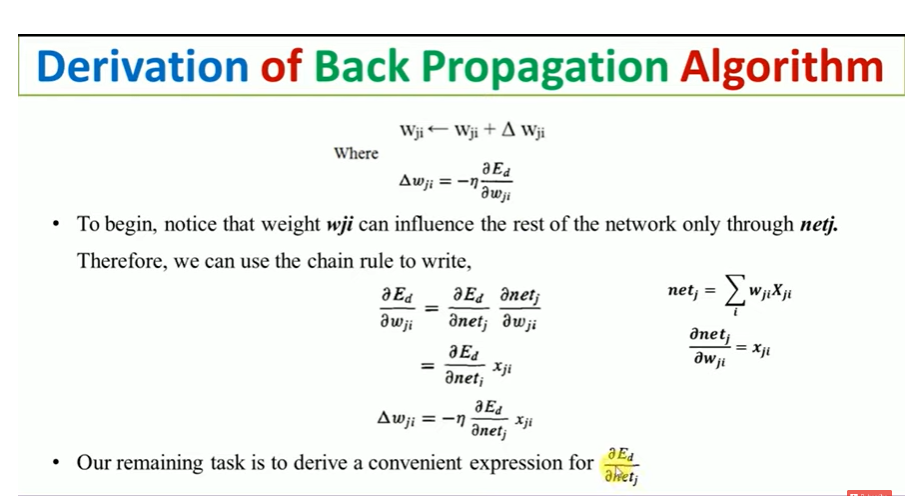 Derivation of Back Propagation Algorithm
Wji ← Wji + Δ Wji
Where
Δwji = −η ∂Ed/∂wji
• To begin, notice that weight wji can influence the rest of the network only through netj.
Therefore, we can use the chain rule to write,
∂Ed/∂wji = ∂Ed/∂netj ∂netj/∂wji
= ∂Ed/∂netj xji
Δwji = −η ∂Ed/∂netj xji
netj = ∑i wjiXji
∂netj/∂wji = xji
• Our remaining task is to derive a convenient expression for ∂Ed/∂netj